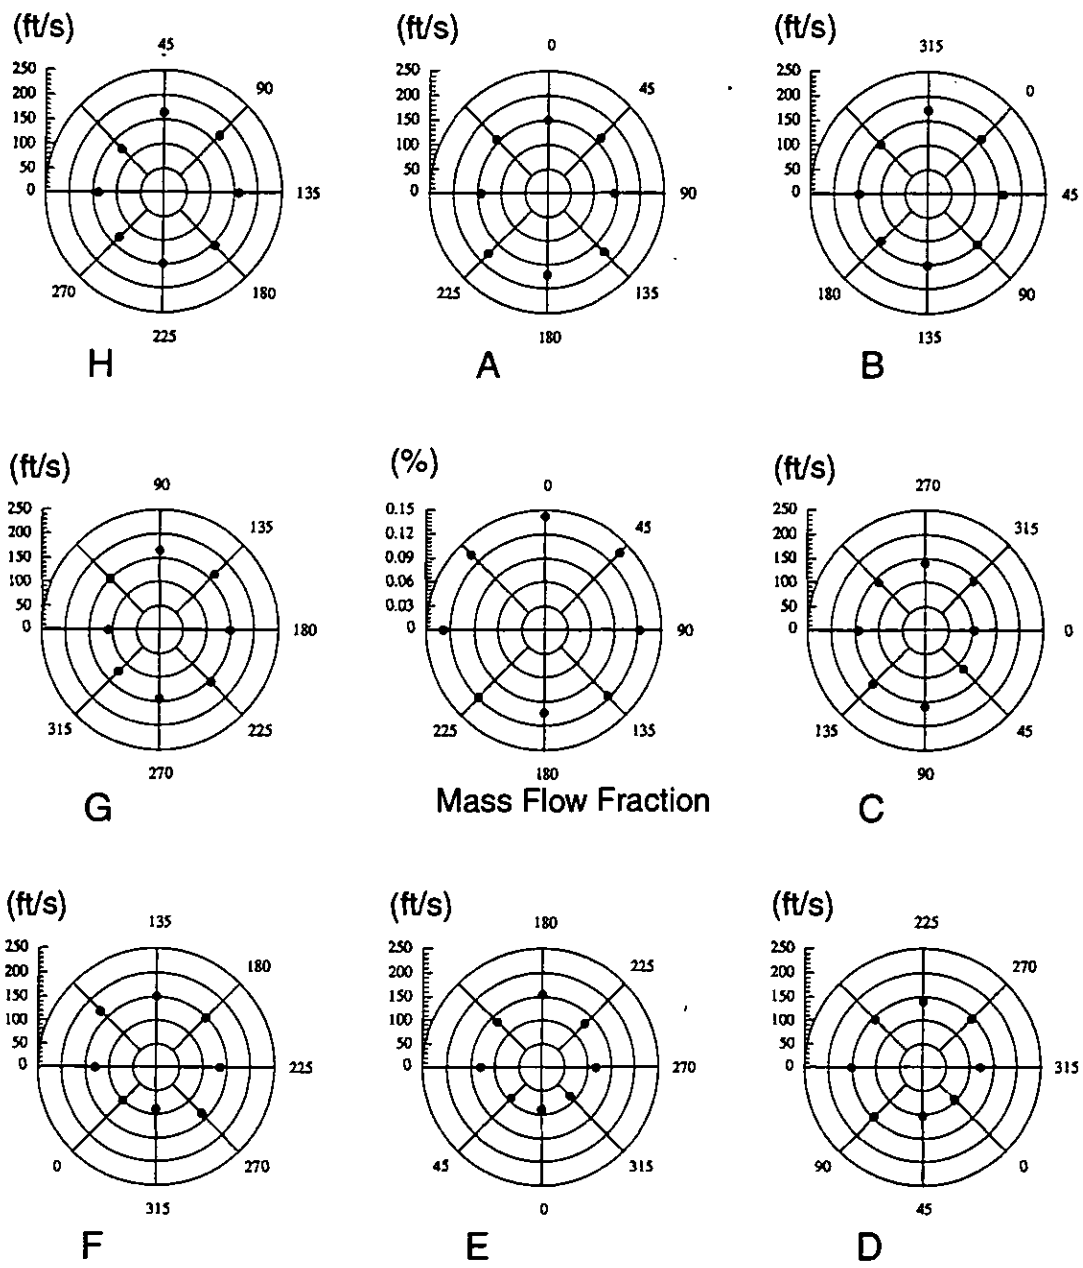 (ft/s) (ft/s) (ft/s)
45 0 315
250 90 250 45 250 0
200 200 200
150 150 150
100 100 100
50 50 50
0 135 0 90 0 45
270 180 225 135 180 90
225 180 135
H A B
(ft/s) (%) (ft/s)
90 0 270
250 135 0.15 45 250 315
200 0.12 200
150 0.09 150
100 0.06 100
50 0.03 50
0 180 0 90 0 0
315 225 225 135 135 45
270 180 90
G Mass Flow Fraction C
(ft/s) (ft/s) (ft/s)
135 180 225
250 180 250 225 250 270
200 200 200
150 150 150
100 100 100
50 50 50
0 225 0 270 0 315
0 270 45 315 90 0
315 0 45
F E D